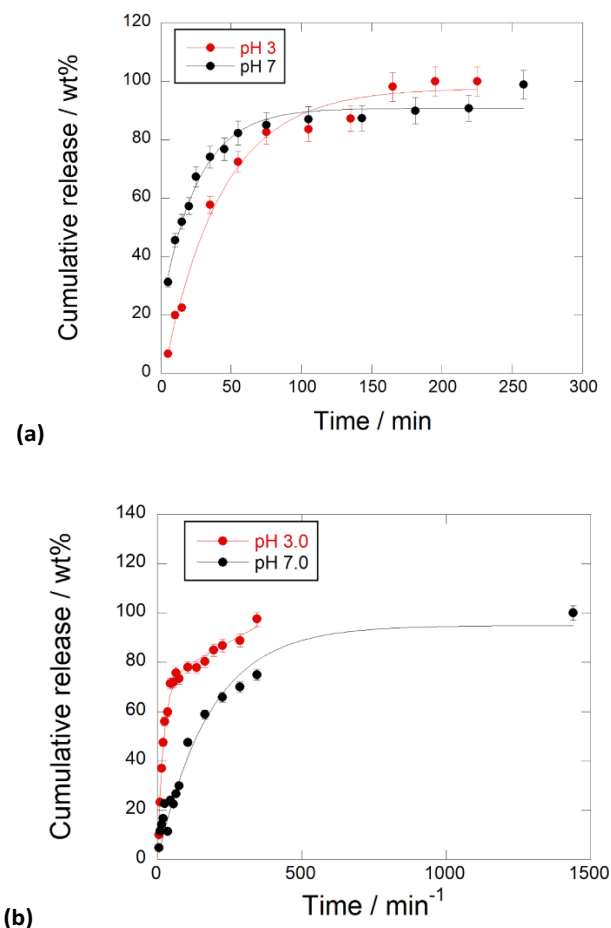 pH 3
pH 7
120
100
80
60
40
20
0
Cumulative release / wt%
0 50 100 150 200 250 300
Time / min
(a)
pH 3.0
pH 7.0
140
120
100
80
60
40
20
0
Cumulative release / wt%
0 500 1000 1500
Time / min⁻¹
(b)